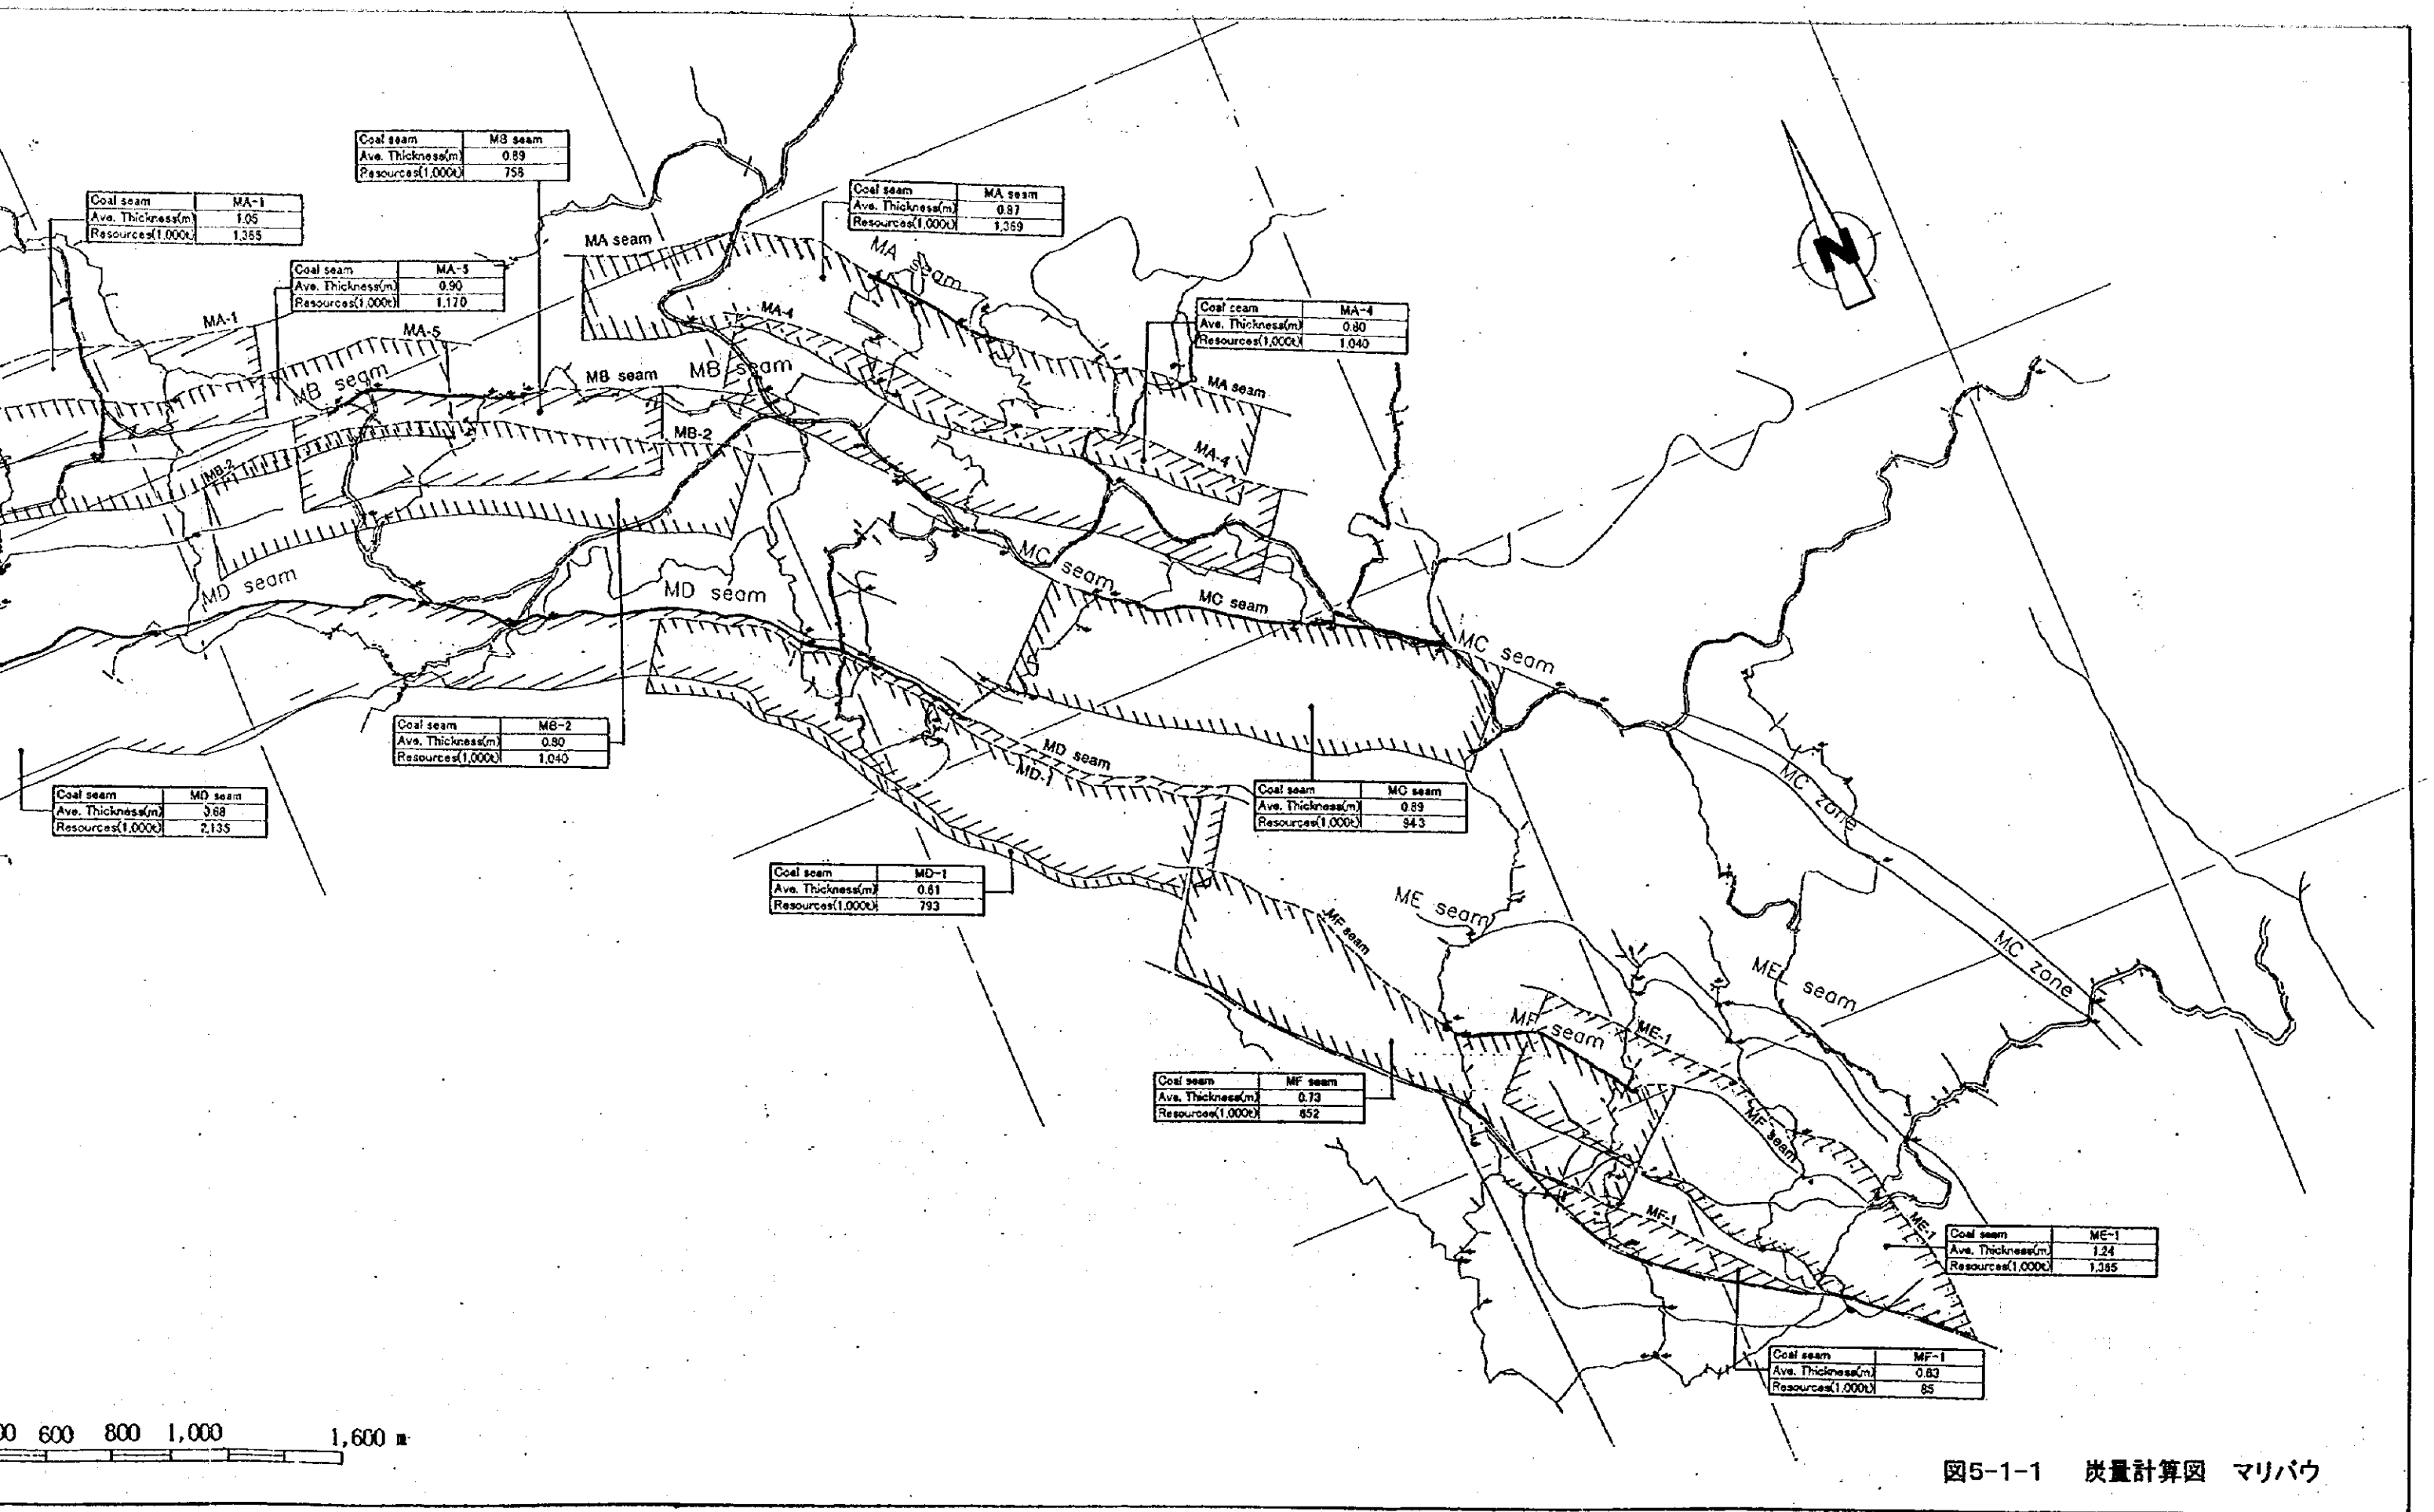 Coal seam MB seam
Ave. Thickness(m) 0.89
Resources(1,000t) 758
Coal seam MA-1
Ave. Thickness(m) 1.05
Resources(1,000t) 1,365
Coal seam MA seam
Ave. Thickness(m) 0.87
Resources(1,000t) 1,369
Coal seam MA-5
Ave. Thickness(m) 0.90
Resources(1,000t) 1,170
Coal seam MA-4
Ave. Thickness(m) 0.80
Resources(1,000t) 1,040
MA seam
MA seam
MA-1
MA-5
MA-4
MB seam
MB seam
MB seam
MA seam
MA-4
MB-2
MB-2
N
MD seam
MD seam
MC seam
MC seam
MC seam
Coal seam MB-2
Ave. Thickness(m) 0.80
Resources(1,000t) 1,040
MD seam
MD-1
Coal seam MD seam
Ave. Thickness(m) 0.68
Resources(1,000t) 2,135
Coal seam MC seam
Ave. Thickness(m) 0.89
Resources(1,000t) 943
MC zone
Coal seam MD-1
Ave. Thickness(m) 0.61
Resources(1,000t) 793
ME seam
MF seam
MEL seam
MC zone
MF seam
ME-1
Coal seam MF seam
Ave. Thickness(m) 0.73
Resources(1,000t) 652
MF seam
MF-1
ME-1
Coal seam ME-1
Ave. Thickness(m) 1.24
Resources(1,000t) 1,385
Coal seam MF-1
Ave. Thickness(m) 0.63
Resources(1,000t) 85
600 800 1,000 1,600 m
図5-1-1 炭量計算図 マリバウ